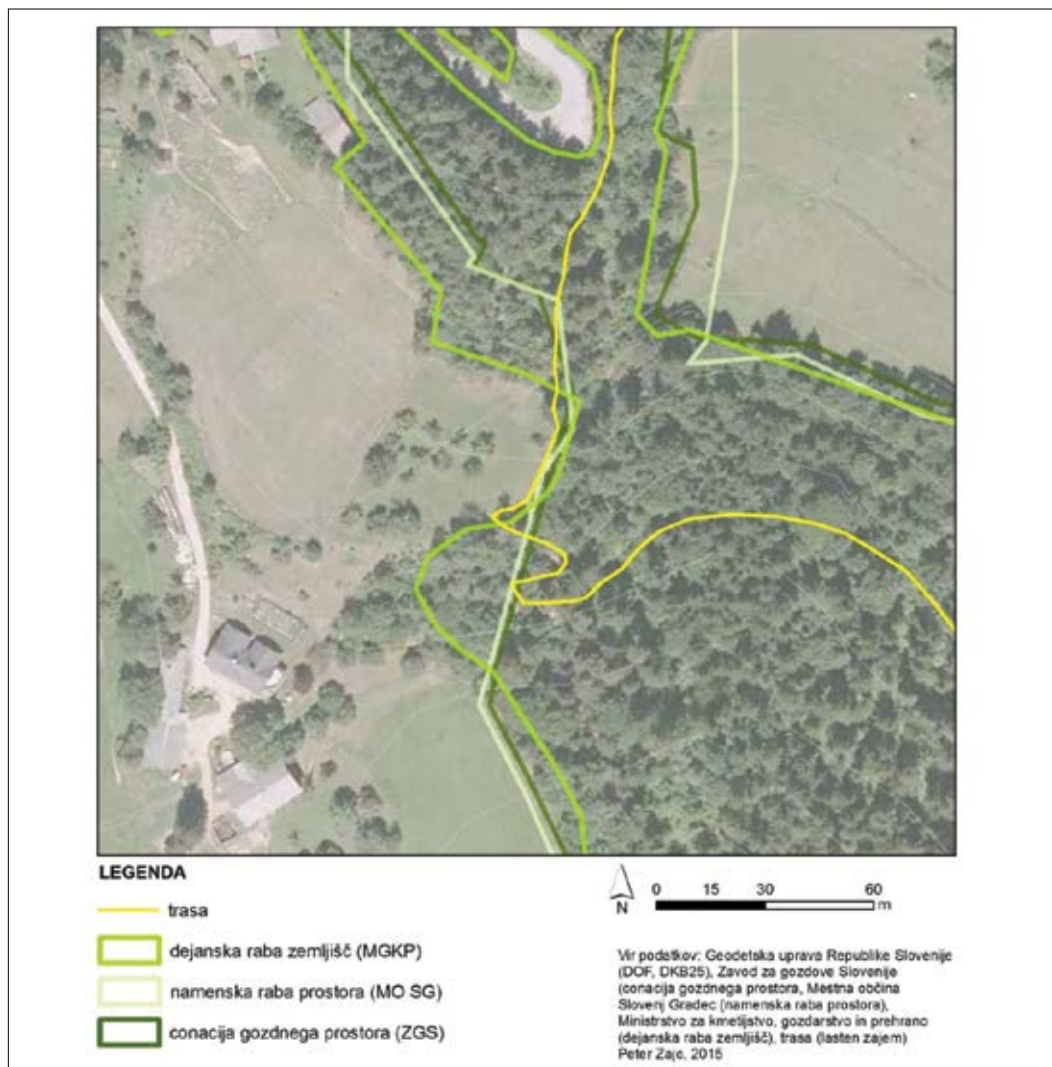 LEGENDA
trasa
dejanska raba zemljišč (MGKP)
namenska raba prostora (MO SG)
conacija gozdnega prostora (ZGS)
N
0 15 30 60
m
Vir podatkov: Geodetska uprava Republike Slovenije
(DOF, DKB25), Zavod za gozdove Slovenije
(conacija gozdnega prostora, Mestna občina
Slovenj Gradec (namenska raba prostora),
Ministrstvo za kmetijstvo, gozdarstvo in prehrano
(dejanska raba zemljišč), trasa (lasten zajem)
Peter Zajc, 2015